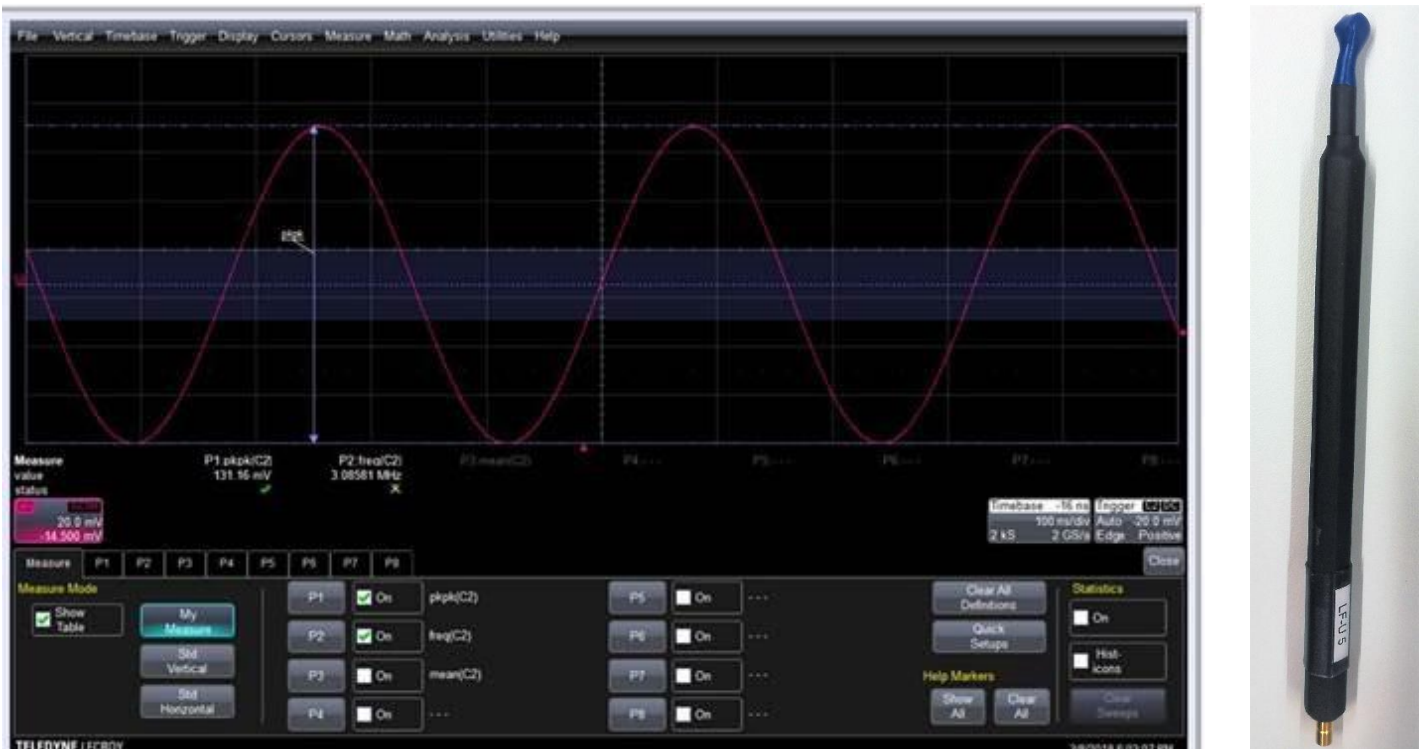 File Vertical Timebase Trigger Display Cursors Measure Math Analysis Utilities Help
pkpk
Measure P1:pkpk(C2) P2:freq(C2) P3:mean(C2) P4:--- P5:--- P6:--- P7:--- P8:---
value 131.16 mV 3.08581 MHz
status
C2
20.0 mV
-14.500 mV
Timebase -16 ns Trigger C2 DC
100 ns/div Auto -20.0 mV
2 kS 2 GS/s Edge Positive
Measure P1 P2 P3 P4 P5 P6 P7 P8 Close
Measure Mode
Show Table
My Measure
Std Vertical
Std Horizontal
P1 On pkpk(C2)
P2 On freq(C2)
P3 On mean(C2)
P4 On ---
P5 On ---
P6 On ---
P7 On ---
P8 On ---
Clear All Definitions
Quick Setups
Help Markers
Show All
Clear All
Statistics
On
Hist-icons
Clear Sweeps
TELEDYNE LECROY
LF-U 5